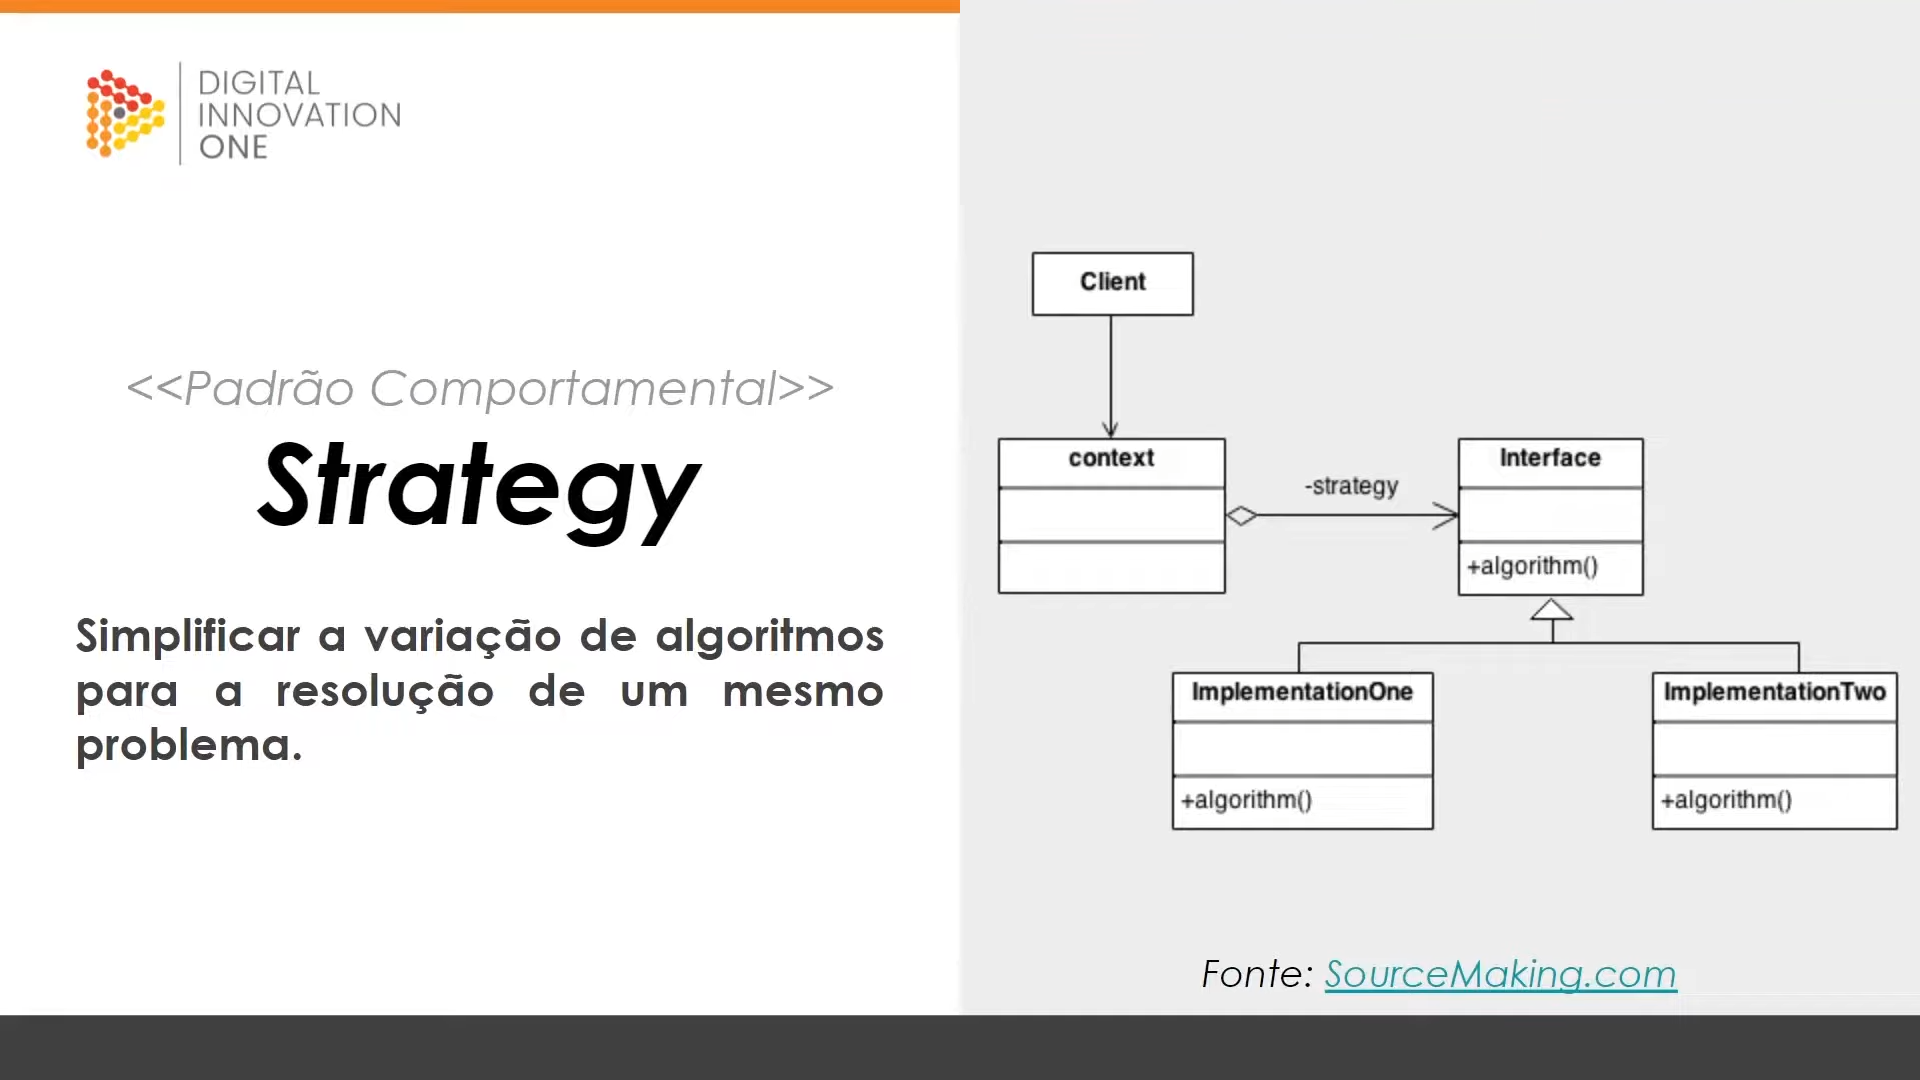 DIGITAL
INNOVATION
ONE
<<Padrão Comportamental>>
Strategy
Simplificar a variação de algoritmos
para a resolução de um mesmo
problema.
Client
context
-strategy
Interface
+algorithm()
ImplementationOne
+algorithm()
ImplementationTwo
+algorithm()
Fonte: SourceMaking.com